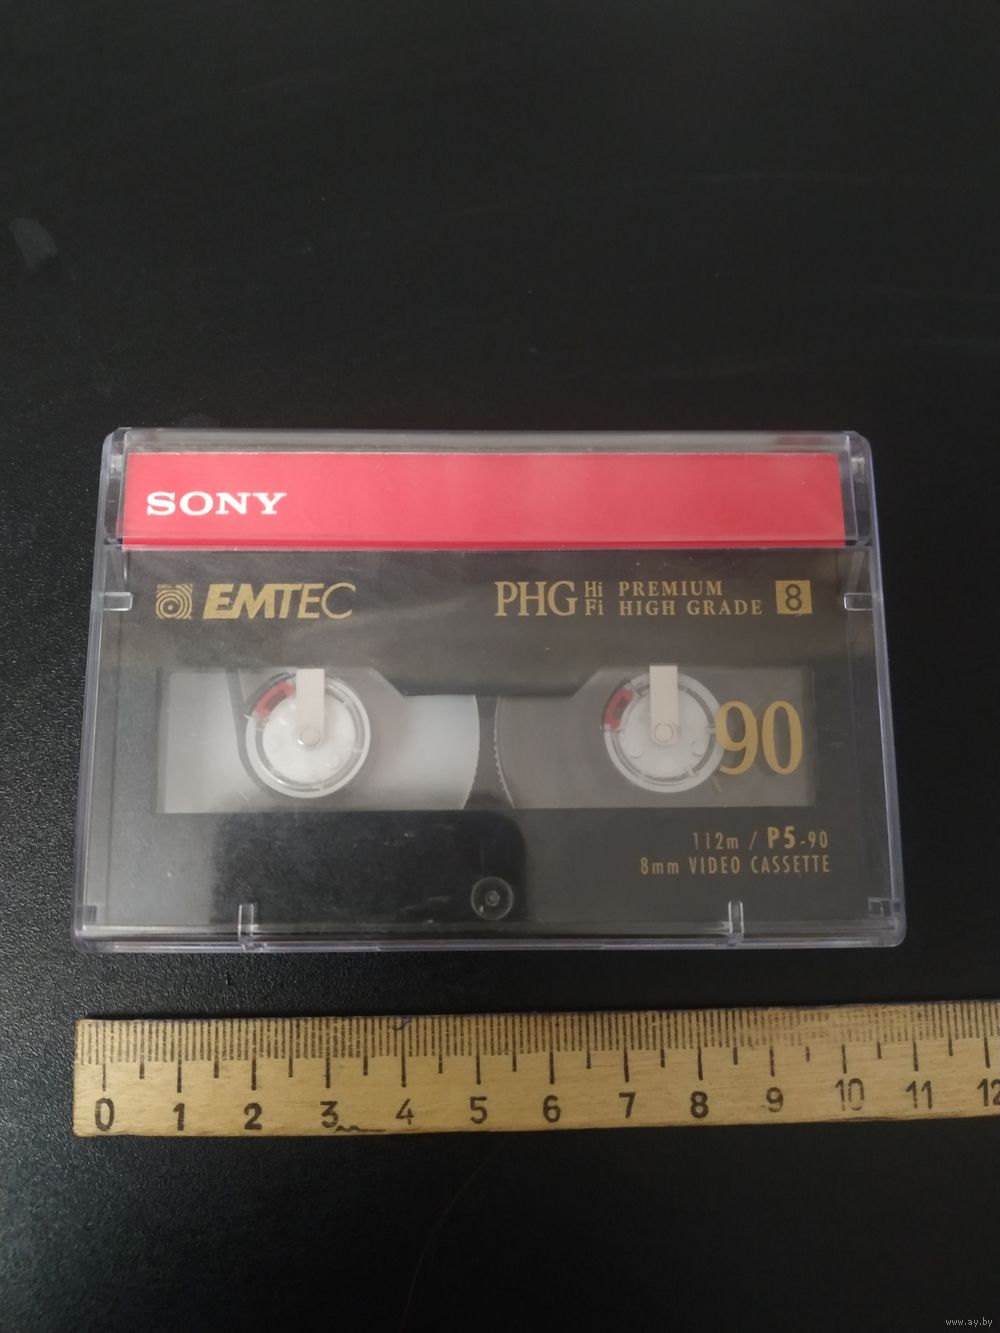 SONY
EMTEC PHG Hi Fi PREMIUM HIGH GRADE 8
90
112m / P5-90
8mm VIDEO CASSETTE
0 1 2 3 4 5 6 7 8 9 10 11 12
www.ay.by